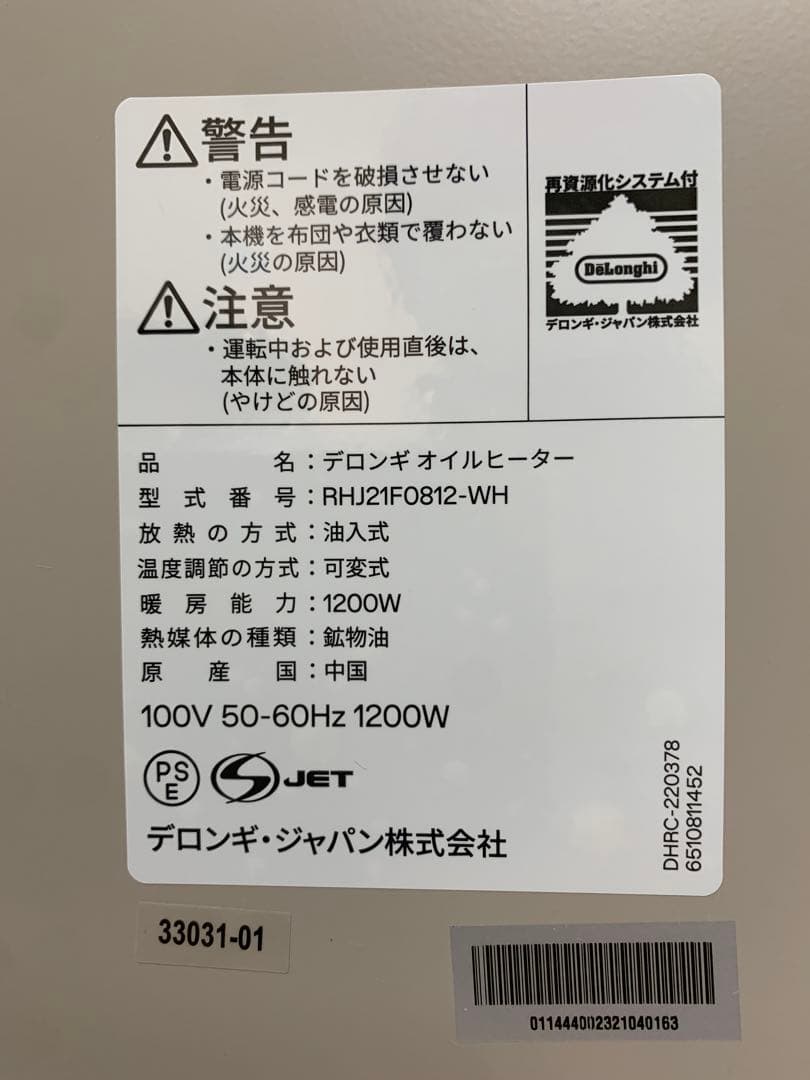 警告
・電源コードを破損させない
(火災、感電の原因)
・本機を布団や衣類で覆わない
(火災の原因)
注意
・運転中および使用直後は、
本体に触れない
(やけどの原因)
再資源化システム付
DeLonghi
デロンギ・ジャパン株式会社
品名：デロンギ オイルヒーター
型式番号：RHJ21F0812-WH
放熱の方式：油入式
温度調節の方式：可変式
暖房能力：1200W
熱媒体の種類：鉱物油
原産国：中国
100V 50-60Hz 1200W
PSE
JET
デロンギ・ジャパン株式会社
DHRC-220378
6510811452
33031-01
011444002321040163